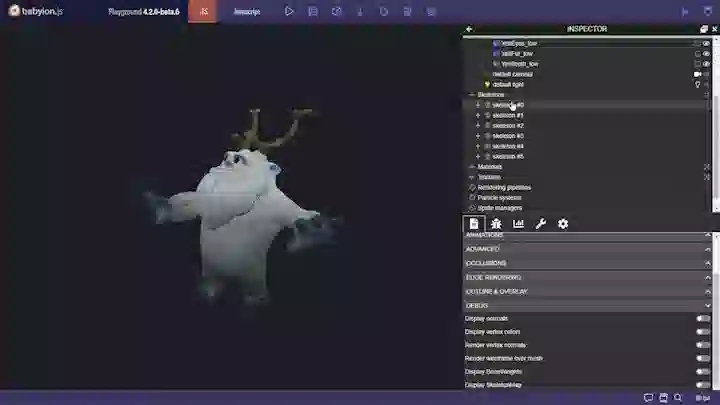 babylon.js
Playground 4.2.0-beta.6
JS
Javascript
INSPECTOR
YetiEyes_low
YetiFur_low
YetiTeeth_low
default camera
default light
Skeletons
#0
skeleton #1
skeleton #2
skeleton #3
skeleton #4
skeleton #5
Materials
Textures
Rendering pipelines
Particle systems
Sprite managers
ANIMATIONS
ADVANCED
OCCLUSIONS
EDGE RENDERING
OUTLINE & OVERLAY
DEBUG
Display normals
Display vertex colors
Render vertex normals
Render wireframe over mesh
Display BoneWeights
Display SkeletonMap